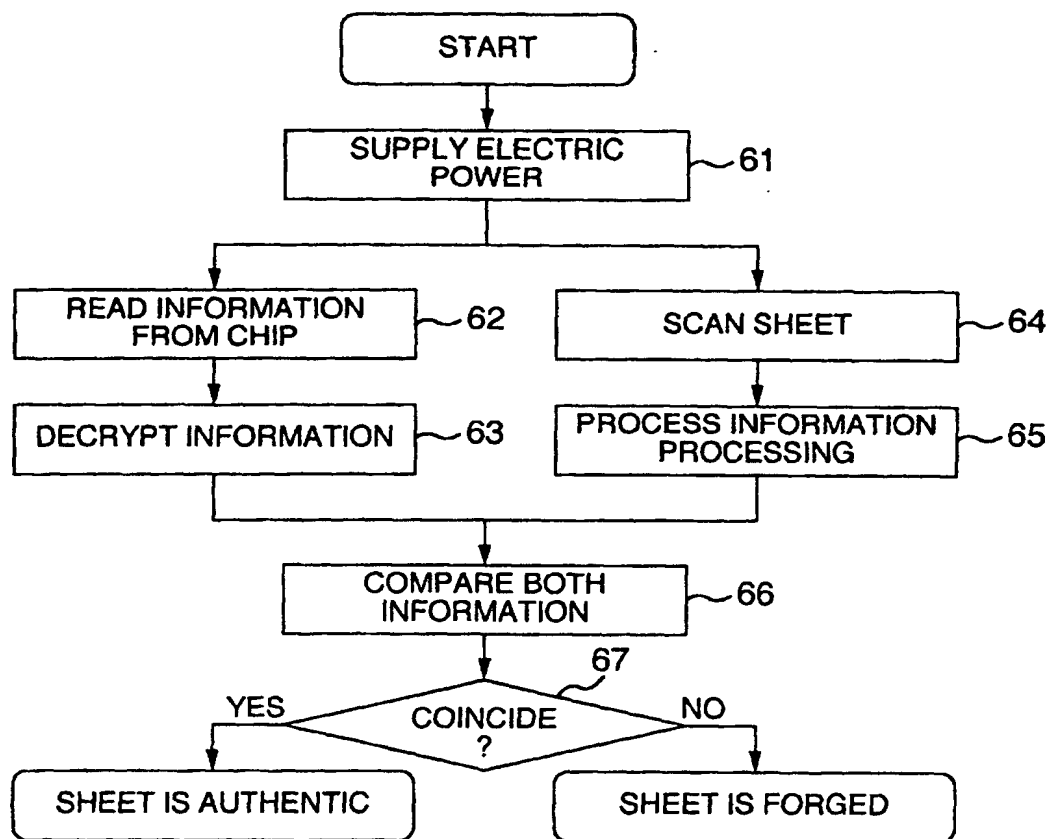 START
SUPPLY ELECTRIC
POWER
61
READ INFORMATION
FROM CHIP
62
SCAN SHEET
64
DECRYPT INFORMATION
63
PROCESS INFORMATION
PROCESSING
65
COMPARE BOTH
INFORMATION
66
67
YES
COINCIDE
?
NO
SHEET IS AUTHENTIC
SHEET IS FORGED